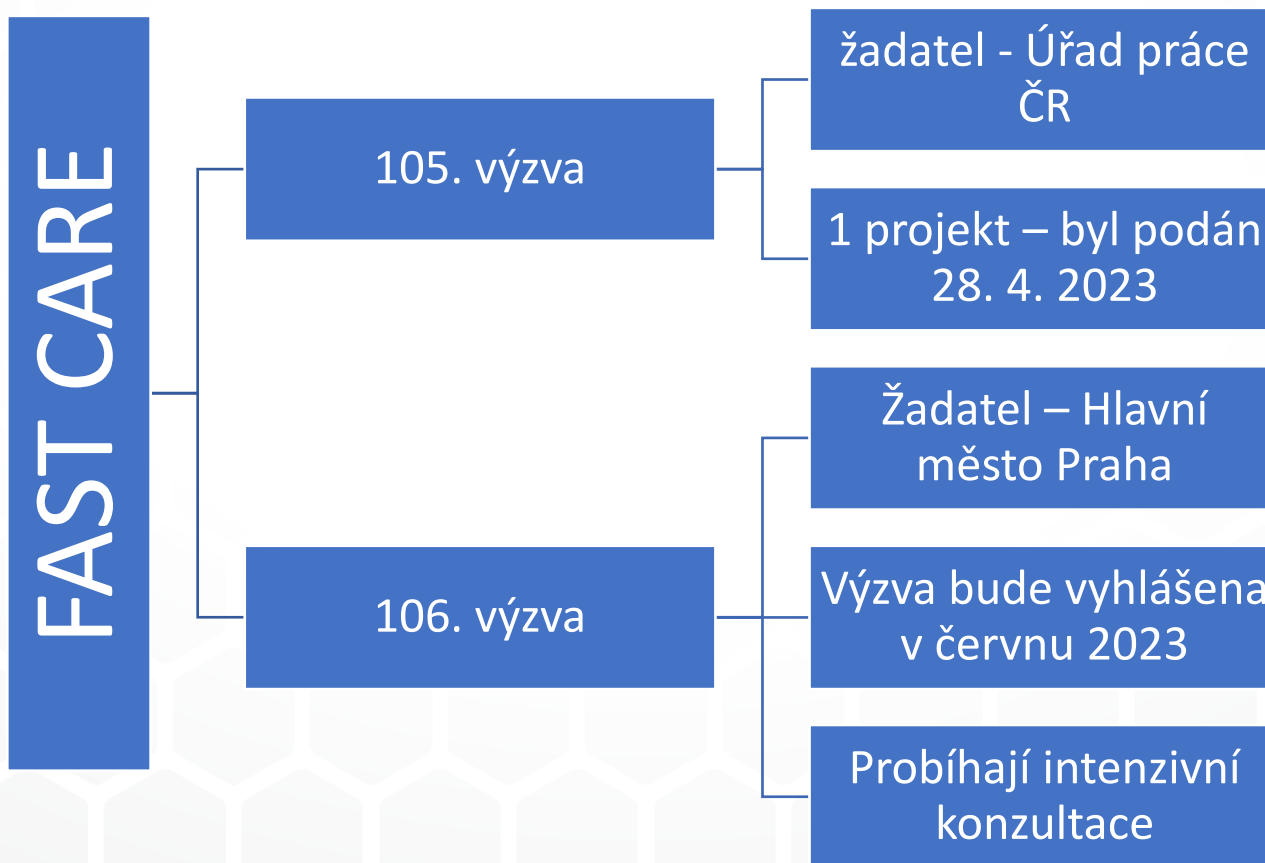 FAST CARE
105. výzva
žadatel - Úřad práce
ČR
1 projekt – byl podán
28. 4. 2023
106. výzva
Žadatel – Hlavní
město Praha
Výzva bude vyhlášena
v červnu 2023
Probíhají intenzivní
konzultace